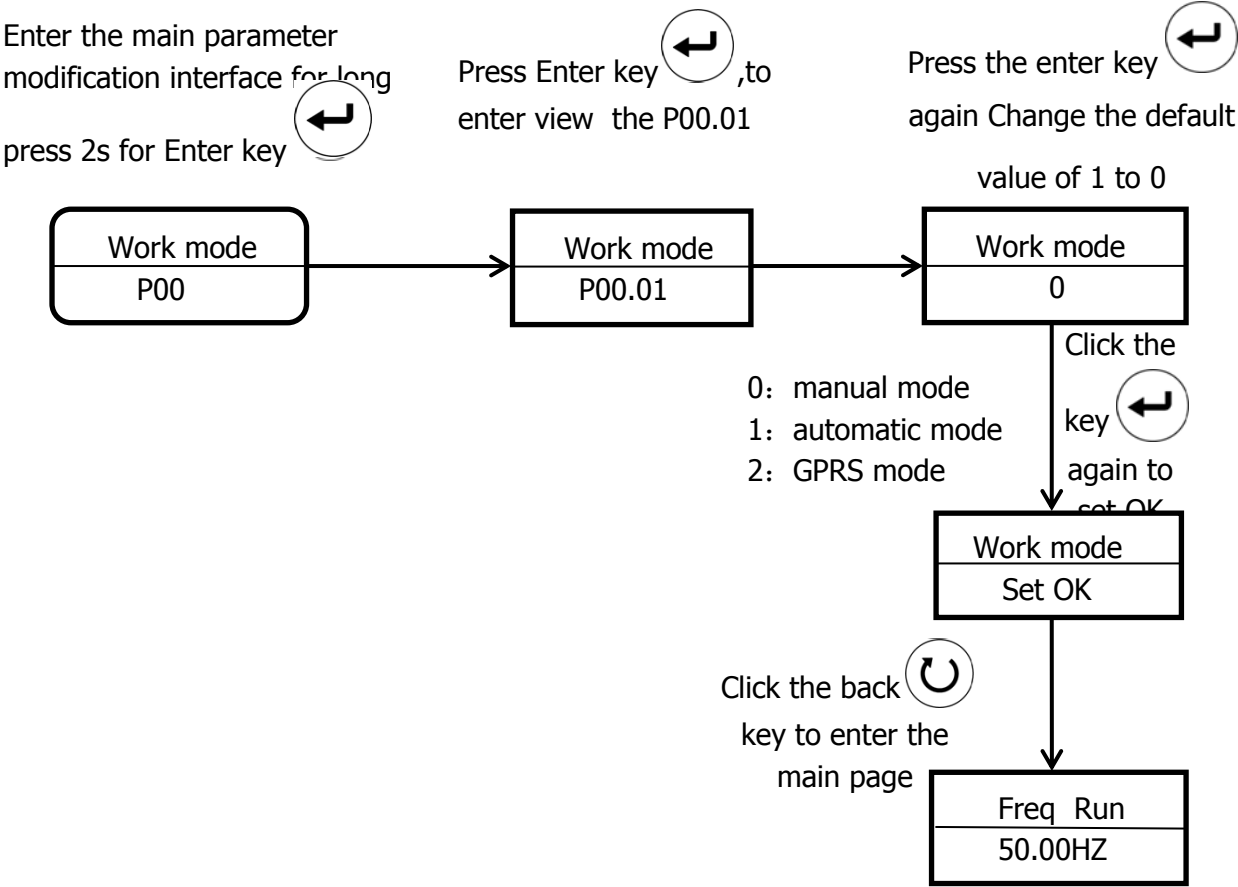 Enter the main parameter
modification interface for long
press 2s for Enter key
Press Enter key ,to
enter view the P00.01
Press the enter key
again Change the default
value of 1 to 0
Work mode
P00
Work mode
P00.01
Work mode
0
0：manual mode
1：automatic mode
2：GPRS mode
Click the
key
again to
set OK
Work mode
Set OK
Click the back
key to enter the
main page
Freq Run
50.00HZ